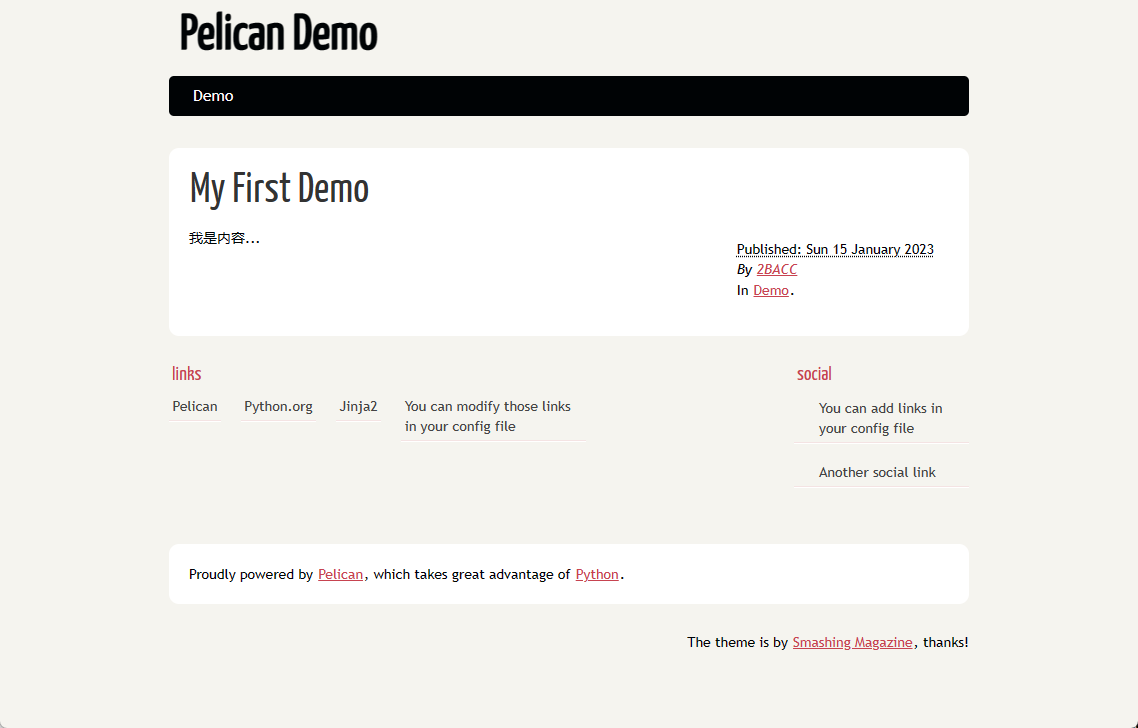 Pelican Demo
Demo
My First Demo
我是内容...
Published: Sun 15 January 2023
By 2BACC
In Demo.
links
Pelican
Python.org
Jinja2
You can modify those links
in your config file
social
You can add links in
your config file
Another social link
Proudly powered by Pelican, which takes great advantage of Python.
The theme is by Smashing Magazine, thanks!